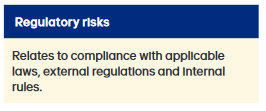 Regulatory risks
Relates to compliance with applicable
laws, external regulations and internal
rules.